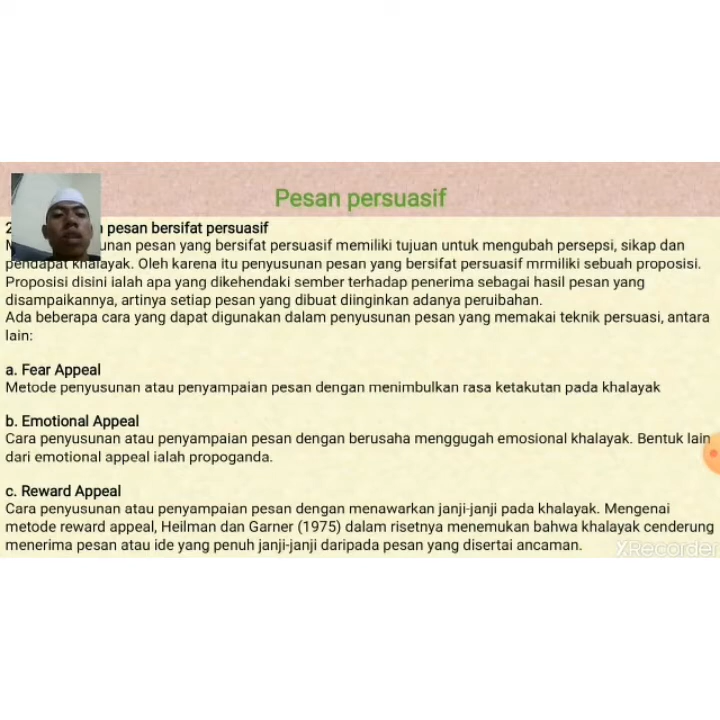 Pesan persuasif
2 pesan bersifat persuasif
unan pesan yang bersifat persuasif memiliki tujuan untuk mengubah persepsi, sikap dan
pendapat khalayak. Oleh karena itu penyusunan pesan yang bersifat persuasif mrmiliki sebuah proposisi.
Proposisi disini ialah apa yang dikehendaki sember terhadap penerima sebagai hasil pesan yang
disampaikannya, artinya setiap pesan yang dibuat diinginkan adanya peruibahan.
Ada beberapa cara yang dapat digunakan dalam penyusunan pesan yang memakai teknik persuasi, antara
lain:
a. Fear Appeal
Metode penyusunan atau penyampaian pesan dengan menimbulkan rasa ketakutan pada khalayak
b. Emotional Appeal
Cara penyusunan atau penyampaian pesan dengan berusaha menggugah emosional khalayak. Bentuk lain
dari emotional appeal ialah propoganda.
c. Reward Appeal
Cara penyusunan atau penyampaian pesan dengan menawarkan janji-janji pada khalayak. Mengenai
metode reward appeal, Heilman dan Garner (1975) dalam risetnya menemukan bahwa khalayak cenderung
menerima pesan atau ide yang penuh janji-janji daripada pesan yang disertai ancaman.
XRecorder